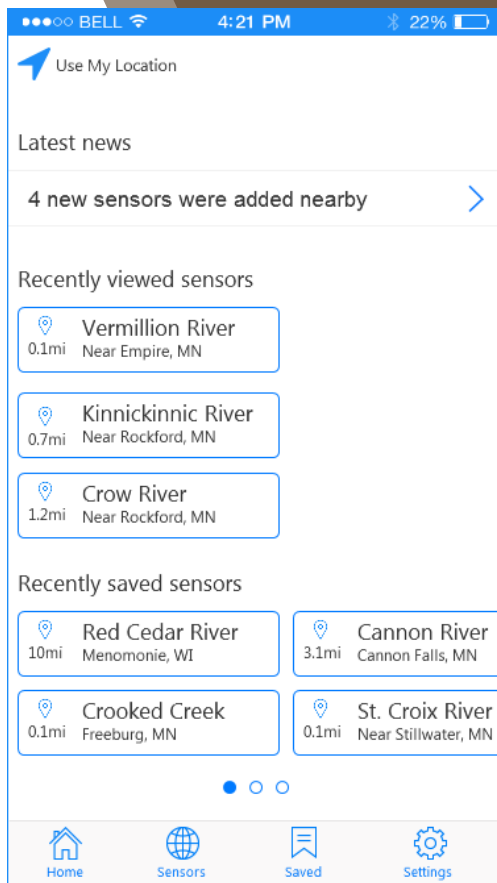 BELL 4:21 PM 22%
Use My Location
Latest news
4 new sensors were added nearby
Recently viewed sensors
Vermillion River
0.1mi Near Empire, MN
Kinnickinnic River
0.7mi Near Rockford, MN
Crow River
1.2mi Near Rockford, MN
Recently saved sensors
Red Cedar River
10mi Menomonie, WI
Cannon River
3.1mi Cannon Falls, MN
Crooked Creek
0.1mi Freeburg, MN
St. Croix River
0.1mi Near Stillwater, MN
Home Sensors Saved Settings